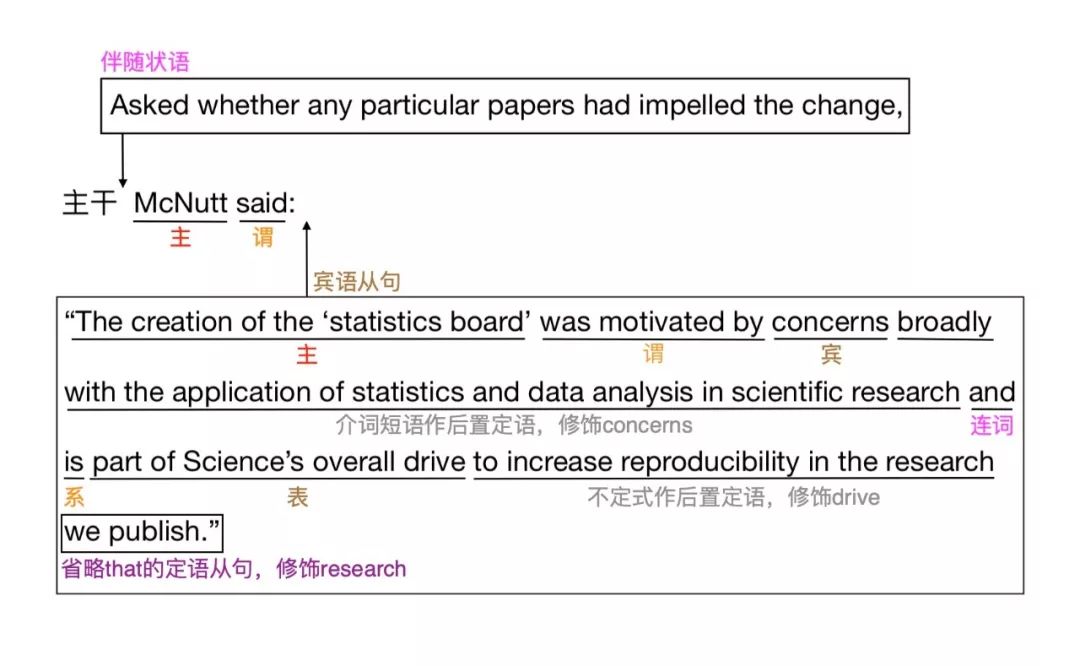 伴随状语
Asked whether any particular papers had impelled the change,
主干 McNutt said:
主 谓
宾语从句
“The creation of the ‘statistics board’ was motivated by concerns broadly
主 谓 宾
with the application of statistics and data analysis in scientific research and
介词短语作后置定语，修饰concerns 连词
is part of Science’s overall drive to increase reproducibility in the research
系 表 不定式作后置定语，修饰drive
we publish.”
省略that的定语从句，修饰research